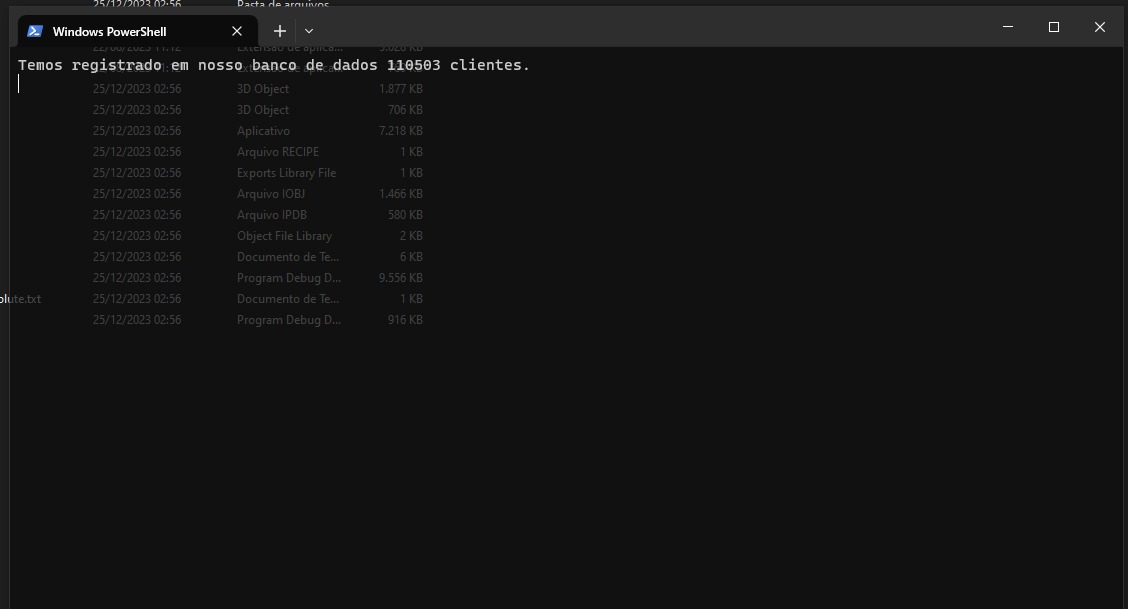 25/12/2023 02:56 Pasta de arquivos
Windows PowerShell
22/08/2023 11:12 Extensão de aplica... 3.626 KB
Temos registrado em nosso banco de dados 110503 clientes.
25/12/2023 02:56 3D Object 1.877 KB
25/12/2023 02:56 3D Object 706 KB
25/12/2023 02:56 Aplicativo 7.218 KB
25/12/2023 02:56 Arquivo RECIPE 1 KB
25/12/2023 02:56 Exports Library File 1 KB
25/12/2023 02:56 Arquivo IOBJ 1.466 KB
25/12/2023 02:56 Arquivo IPDB 580 KB
25/12/2023 02:56 Object File Library 2 KB
25/12/2023 02:56 Documento de Te... 6 KB
25/12/2023 02:56 Program Debug D... 9.556 KB
olute.txt 25/12/2023 02:56 Documento de Te... 1 KB
25/12/2023 02:56 Program Debug D... 916 KB